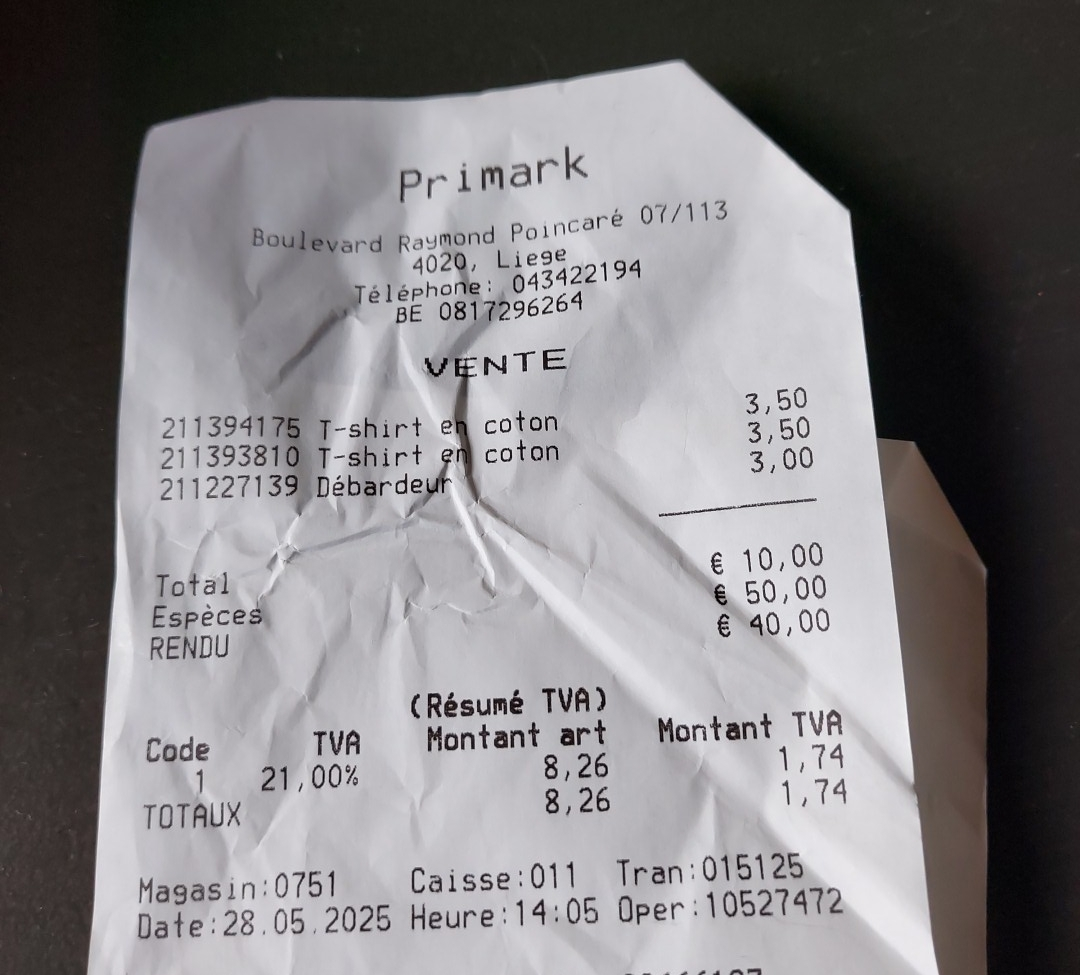 Primark
Boulevard Raymond Poincaré 07/113
4020, Liege
Téléphone: 043422194
BE 0817296264
VENTE
211394175 T-shirt en coton 3,50
211393810 T-shirt en coton 3,50
211227139 Débardeur 3,00
Total € 10,00
Espèces € 50,00
RENDU € 40,00
(Résumé TVA)
Code TVA Montant art Montant TVA
1 21,00% 8,26 1,74
TOTAUX 8,26 1,74
Magasin:0751 Caisse:011 Tran:015125
Date:28.05.2025 Heure:14:05 Oper:10527472